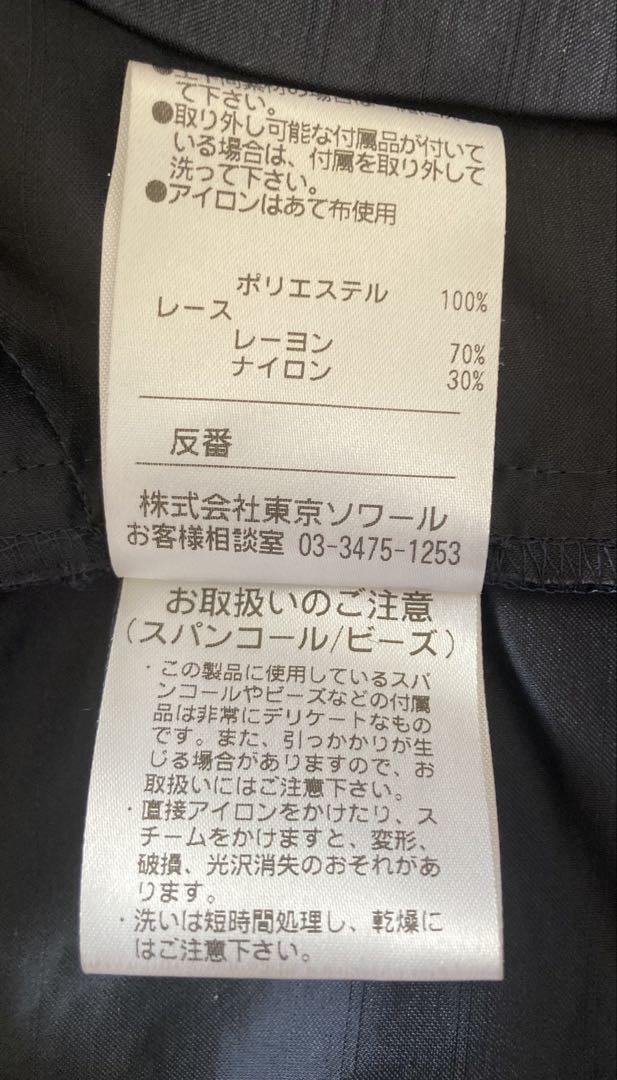 て下さい。
●取り外し可能な付属品が付いて
いる場合は、付属を取り外して
洗って下さい。
●アイロンはあて布使用
ポリエステル 100%
レース
レーヨン 70%
ナイロン 30%
反番
株式会社東京ソワール
お客様相談室 03-3475-1253
お取扱いのご注意
(スパンコール/ビーズ)
・この製品に使用しているスパ
ンコールやビーズなどの付属
品は非常にデリケートなもの
です。また、引っかかりが生
じる場合がありますので、お
取扱いにはご注意下さい。
・直接アイロンをかけたり、ス
チームをかけますと、変形、
破損、光沢消失のおそれがあ
ります。
・洗いは短時間処理し、乾燥に
はご注意下さい。